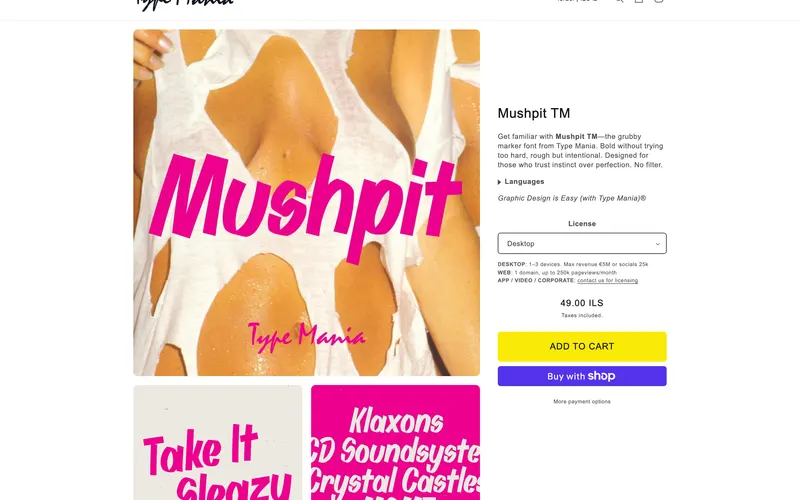 Type Mania
Mushpit
Type Mania
Mushpit TM
Get familiar with Mushpit TM—the grubby
marker font from Type Mania. Bold without trying
too hard, rough but intentional. Designed for
those who trust instinct over perfection. No filter.
Languages
Graphic Design is Easy (with Type Mania)®
License
Desktop
DESKTOP: 1–3 devices. Max revenue €5M or socials 25k
WEB: 1 domain, up to 250k pageviews/month
APP / VIDEO / CORPORATE: contact us for licensing
49.00 ILS
Taxes included.
ADD TO CART
Buy with shop
More payment options
Take It
Sleazy
Klaxons
CD Soundsyste
Crystal Castles